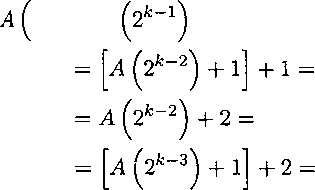 A ( (2^{k-1})
= [A (2^{k-2}) + 1] + 1 =
= A (2^{k-2}) + 2 =
= [A (2^{k-3}) + 1] + 2 =